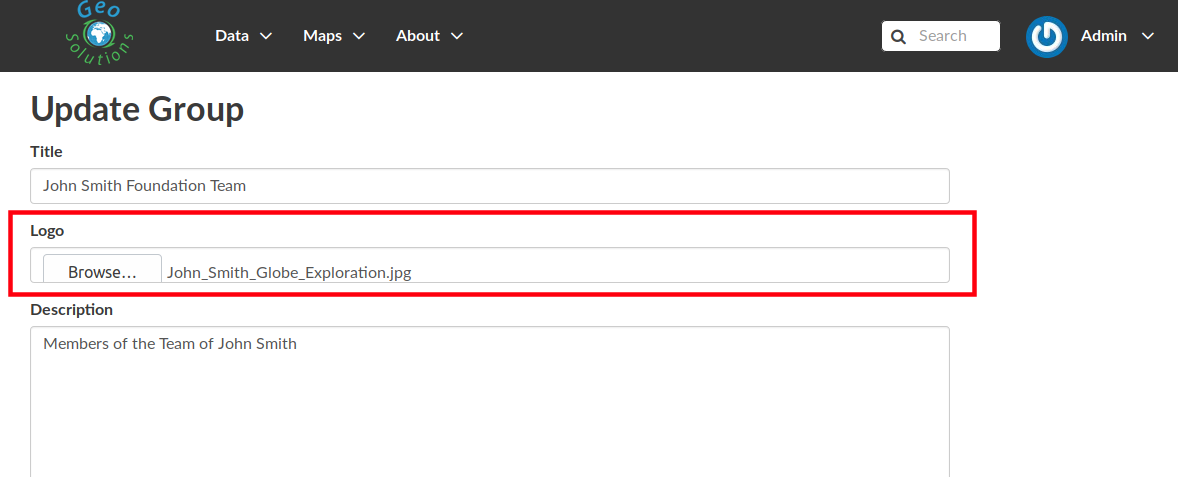 Geo
Solutions
Data Maps About Search Admin
Update Group
Title
John Smith Foundation Team
Logo
Browse... John_Smith_Globe_Exploration.jpg
Description
Members of the Team of John Smith